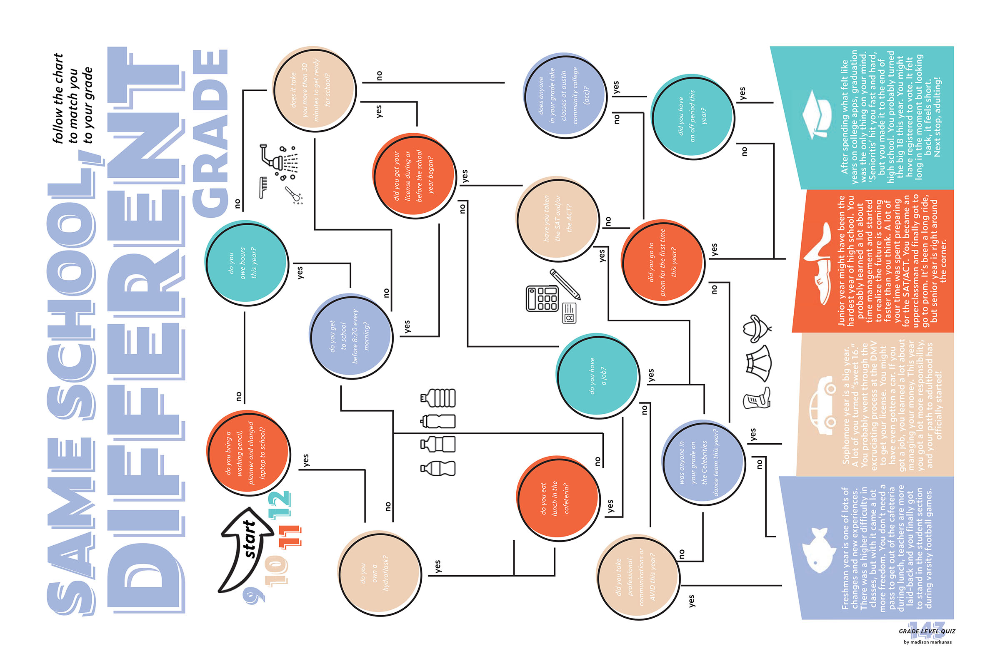 SAME SCHOOL,
DIFFERENT
GRADE
follow the chart
to match you
to your grade
start
9
10
11
12
do you bring a
working pencil,
planner and charged
laptop to school?
no
yes
do you
owe hours
this year?
no
yes
does it take
you more than 30
minutes to get ready
for school?
no
yes
do you get
to school
before 8:20 every
morning?
no
yes
did you get your
license during or
before the school
year began?
yes
no
do you
own a
hydroflask?
no
yes
does anyone
in your grade take
classes at austin
community college
(acc)?
yes
no
have you taken
the SAT and/or
the ACT?
no
yes
do you have
a job?
yes
no
do you eat
lunch in the
cafeteria?
no
yes
did you have
an off period this
year?
yes
no
did you go to
prom for the first time
this year?
yes
no
was anyone in
your grade on
the Celebrities
dance team this year?
yes
no
did you take
professional
communications or
AVID this year?
no
yes
Freshman year is one of lots of
changes and new experiences.
There was a higher difficulty in
classes, but with it came a lot
more freedom. You don't need a
pass to get out of the cafeteria
during lunch, teachers are more
laid-back and you finally got
to stand in the student section
during varsity football games.
Sophomore year is a big year.
A lot of you turned “sweet 16.”
You probably went through the
excruciating process at the DMV
to get your license. You might
have even gotten a car. If you
got a job, you learned a lot about
managing your money. This year
you got a lot more responsibility,
and your path to adulthood has
officially started!
Junior year might have been the
hardest year of high school. You
probably learned a lot about
time management and started
to realize the future is coming
faster than you think. A lot of
your time was spent preparing
for the SAT/ACT. You became an
upperclassman and finally got to
go to prom. It's been a long ride,
but senior year is right around
the corner.
After spending what felt like
years on college apps, graduation
was the only thing on your mind.
‘Senioritis’ hit you fast and hard,
but you made it to the end of
high school. You probably turned
the big 18 this year. You might
have registered to vote. It felt
long in the moment but looking
back, it feels short.
Next stop, adulting!
143
GRADE LEVEL QUIZ
by madison markunas